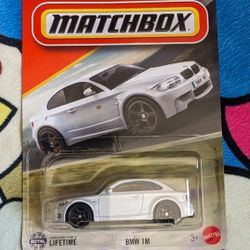 MATCHBOX
LIFETIME
BMW 1M
3+
MATTEL